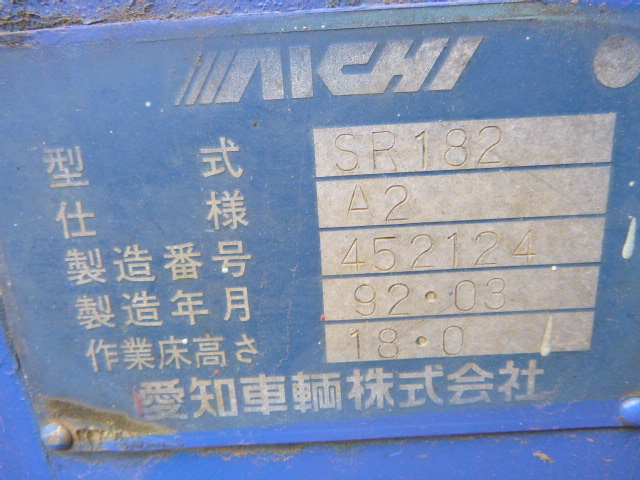 AICHI
型式 SR182
仕様 A2
製造番号 452124
製造年月 92・03
作業床高さ 18・0
愛知車輌株式会社